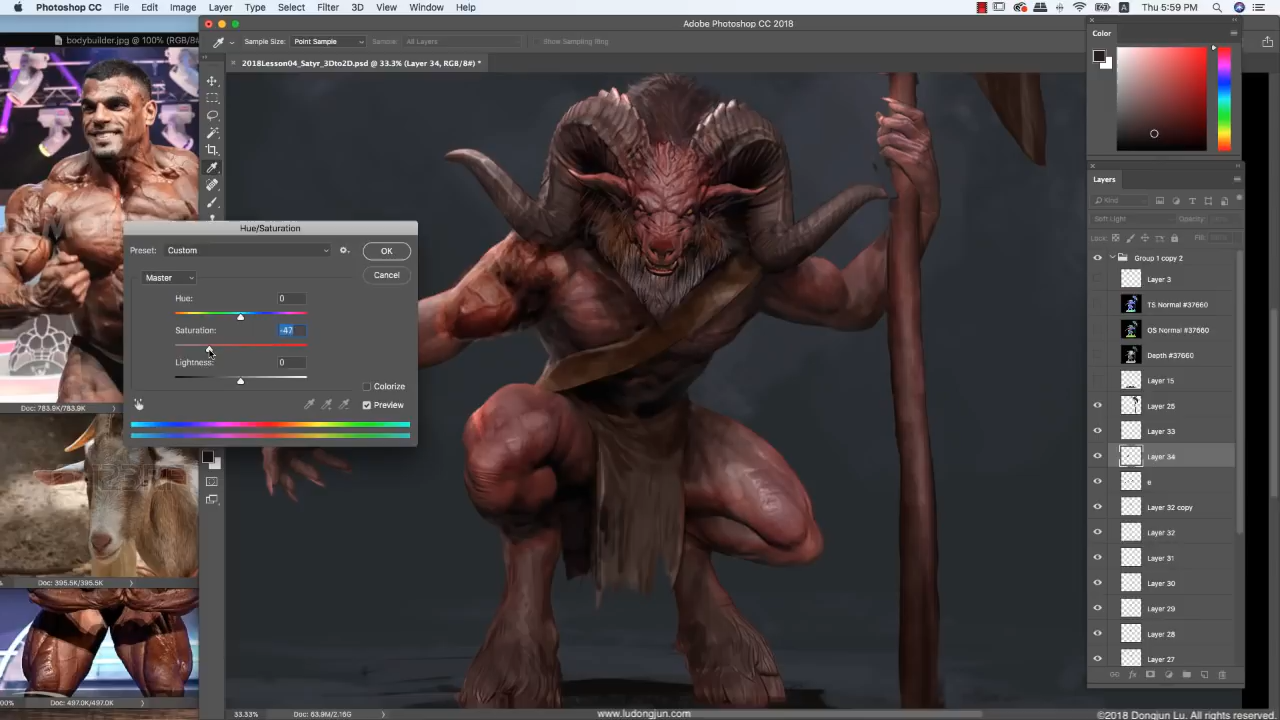 Photoshop CC File Edit Image Layer Type Select Filter 3D View Window Help
Thu 5:59 PM
bodybuilder.jpg @ 100% (RGB/8#
Adobe Photoshop CC 2018
Sample Size: Point Sample Sample: All Layers Show Sampling Ring
2018Lesson04_Satyr_3Dto2D.psd @ 33.3% (Layer 34, RGB/8#) *
Color
Layers
Kind
Soft Light Opacity:
Lock: Fill:
Group 1 copy 2
Layer 3
TS Normal #37660
OS Normal #37660
Depth #37660
Layer 15
Layer 25
Layer 33
Layer 34
e
Layer 32 copy
Layer 32
Layer 31
Layer 30
Layer 29
Layer 28
Layer 27
Hue/Saturation
Preset: Custom
OK
Cancel
Master
Hue: 0
Saturation: -47
Lightness: 0
Colorize
Preview
Doc: 783.9K/783.9K
Doc: 395.5K/395.5K
Doc: 497.0K/497.0K
33.33% Doc: 63.9M/2.16G
www.ludongjun.com
©2018 Dongjun Lu. All rights reserved.